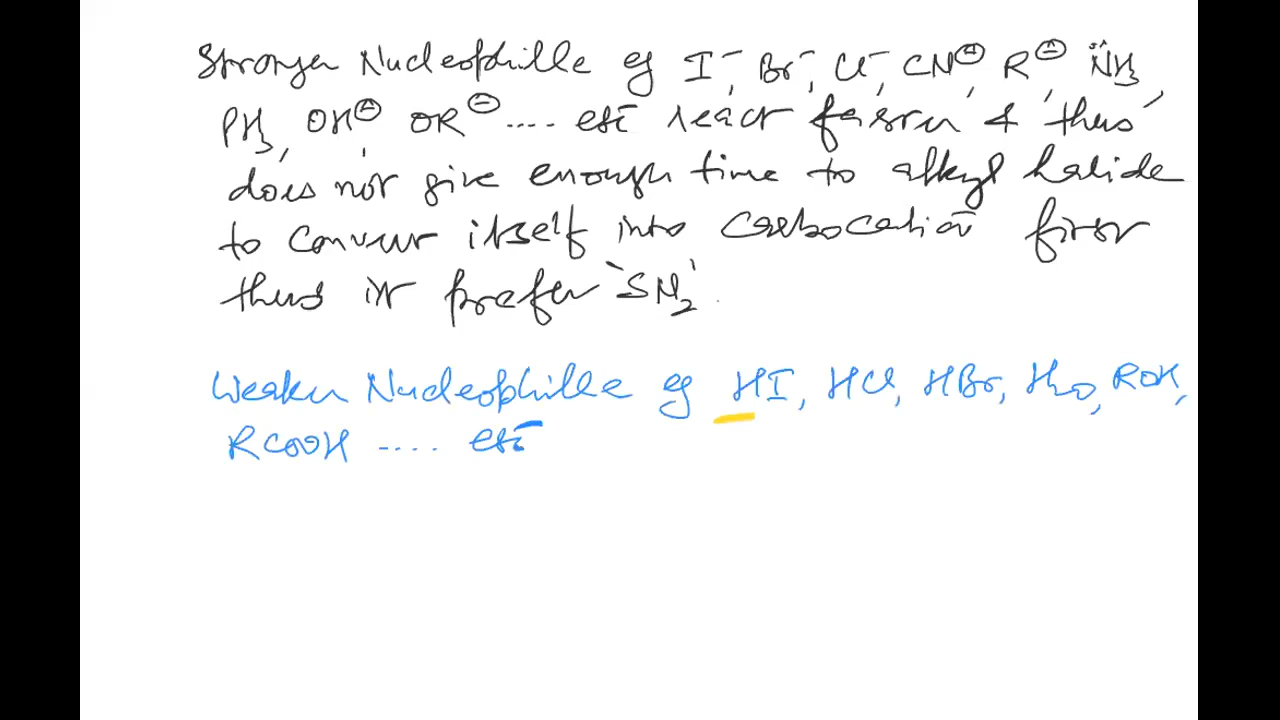 Stronger Nucleophille eg I⁻, Br⁻, Cl⁻, CN⊖, R⊖, N̈H₃,
PH₃, OH⊖, OR⊖ .... etc react faster & thus
does not give enough time to alkyl halide
to convert itself into carbocation first
thus it prefer 'SN₂'.
Weaker Nucleophille eg HI, HCl, HBr, H₂O, ROH,
RCOOH .... etc